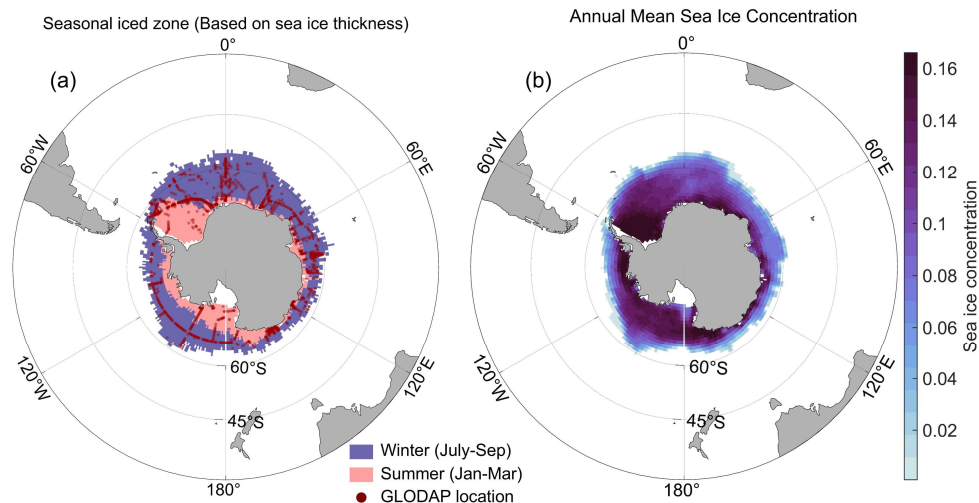 Seasonal iced zone (Based on sea ice thickness)
(a)
0°
60°W
60°E
120°W
120°E
60°S
45°S
180°
Winter (July-Sep)
Summer (Jan-Mar)
GLODAP location
Annual Mean Sea Ice Concentration
(b)
0°
60°W
60°E
120°W
120°E
60°S
45°S
180°
0.16
0.14
0.12
0.1
0.08
0.06
0.04
0.02
Sea ice concentration